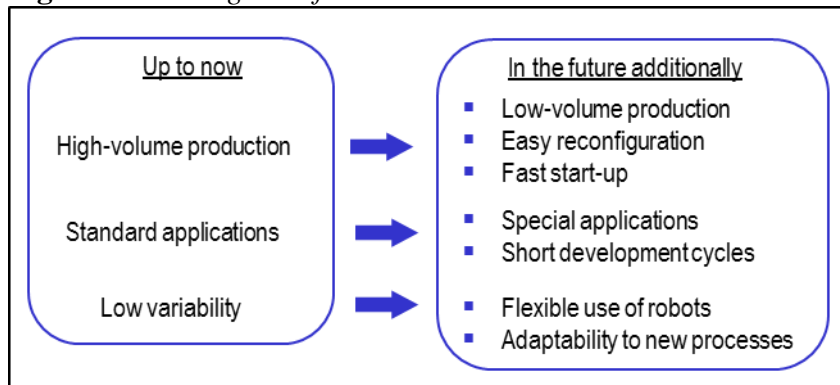 Up to now
High-volume production
Standard applications
Low variability
In the future additionally
▪ Low-volume production
▪ Easy reconfiguration
▪ Fast start-up
▪ Special applications
▪ Short development cycles
▪ Flexible use of robots
▪ Adaptability to new processes